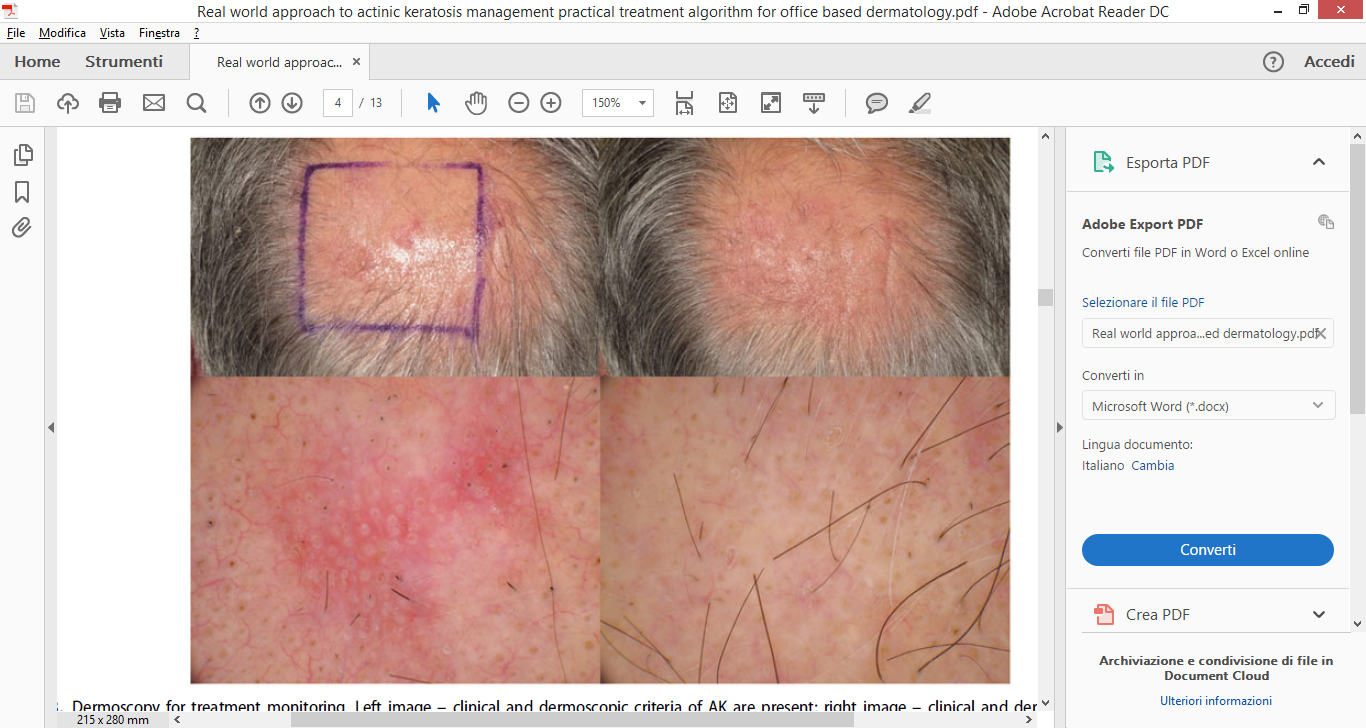 Real world approach to actinic keratosis management practical treatment algorithm for office based dermatology.pdf - Adobe Acrobat Reader DC
File Modifica Vista Finestra ?
Home Strumenti Real world approac... × ? Accedi
4 / 13 150%
Esporta PDF
Adobe Export PDF
Converti file PDF in Word o Excel online
Selezionare il file PDF
Real world approa...ed dermatology.pdf
Converti in
Microsoft Word (*.docx)
Lingua documento:
Italiano Cambia
Converti
Crea PDF
Archiviazione e condivisione di file in
Document Cloud
Ulteriori informazioni
Dermoscopy for treatment monitoring. Left image – clinical and dermoscopic criteria of AK are present; right image – clinical and der
215 x 280 mm